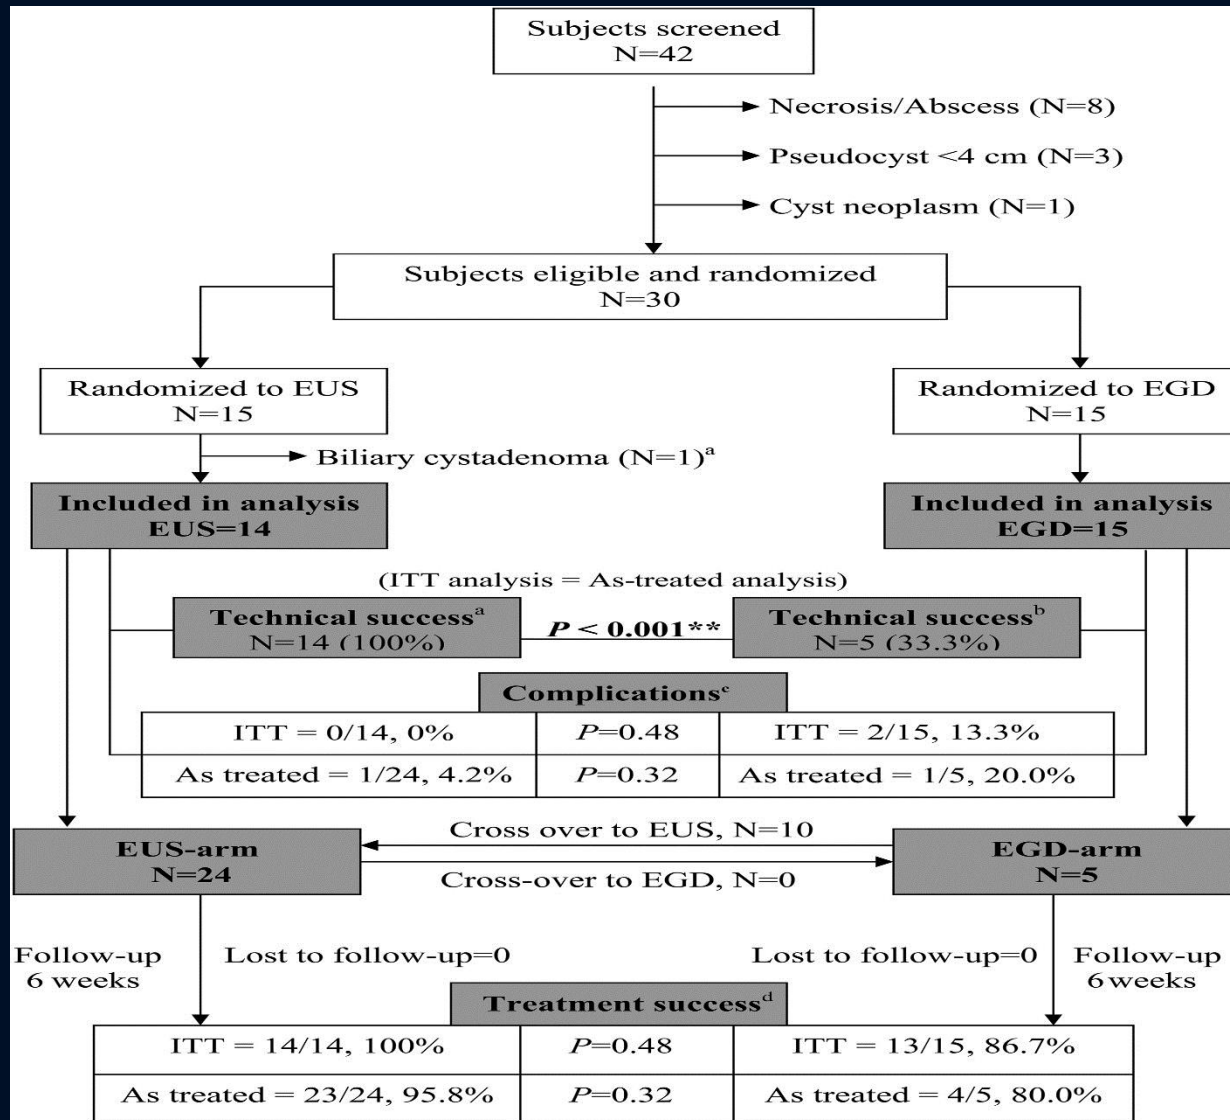 Subjects screened
N=42
Necrosis/Abscess (N=8)
Pseudocyst <4 cm (N=3)
Cyst neoplasm (N=1)
Subjects eligible and randomized
N=30
Randomized to EUS
N=15
Randomized to EGD
N=15
Biliary cystadenoma (N=1)ᵃ
Included in analysis
EUS=14
Included in analysis
EGD=15
(ITT analysis = As-treated analysis)
Technical successᵃ
N=14 (100%)
P < 0.001**
Technical successᵇ
N=5 (33.3%)
Complicationsᶜ
ITT = 0/14, 0% P=0.48 ITT = 2/15, 13.3%
As treated = 1/24, 4.2% P=0.32 As treated = 1/5, 20.0%
Cross over to EUS, N=10
EUS-arm
N=24
EGD-arm
N=5
Cross-over to EGD, N=0
Follow-up
6 weeks
Lost to follow-up=0
Lost to follow-up=0
Follow-up
6 weeks
Treatment successᵈ
ITT = 14/14, 100% P=0.48 ITT = 13/15, 86.7%
As treated = 23/24, 95.8% P=0.32 As treated = 4/5, 80.0%